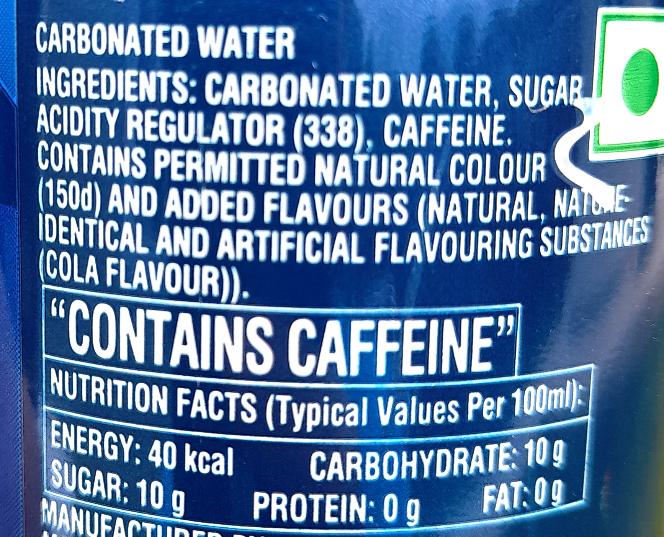 CARBONATED WATER
INGREDIENTS: CARBONATED WATER, SUGAR,
ACIDITY REGULATOR (338), CAFFEINE.
CONTAINS PERMITTED NATURAL COLOUR
(150d) AND ADDED FLAVOURS (NATURAL, NATURE-
IDENTICAL AND ARTIFICIAL FLAVOURING SUBSTANCES
(COLA FLAVOUR)).
"CONTAINS CAFFEINE"
NUTRITION FACTS (Typical Values Per 100ml):
ENERGY: 40 kcal CARBOHYDRATE: 10 g
SUGAR: 10 g PROTEIN: 0 g FAT: 0 g
MANUFACTURED